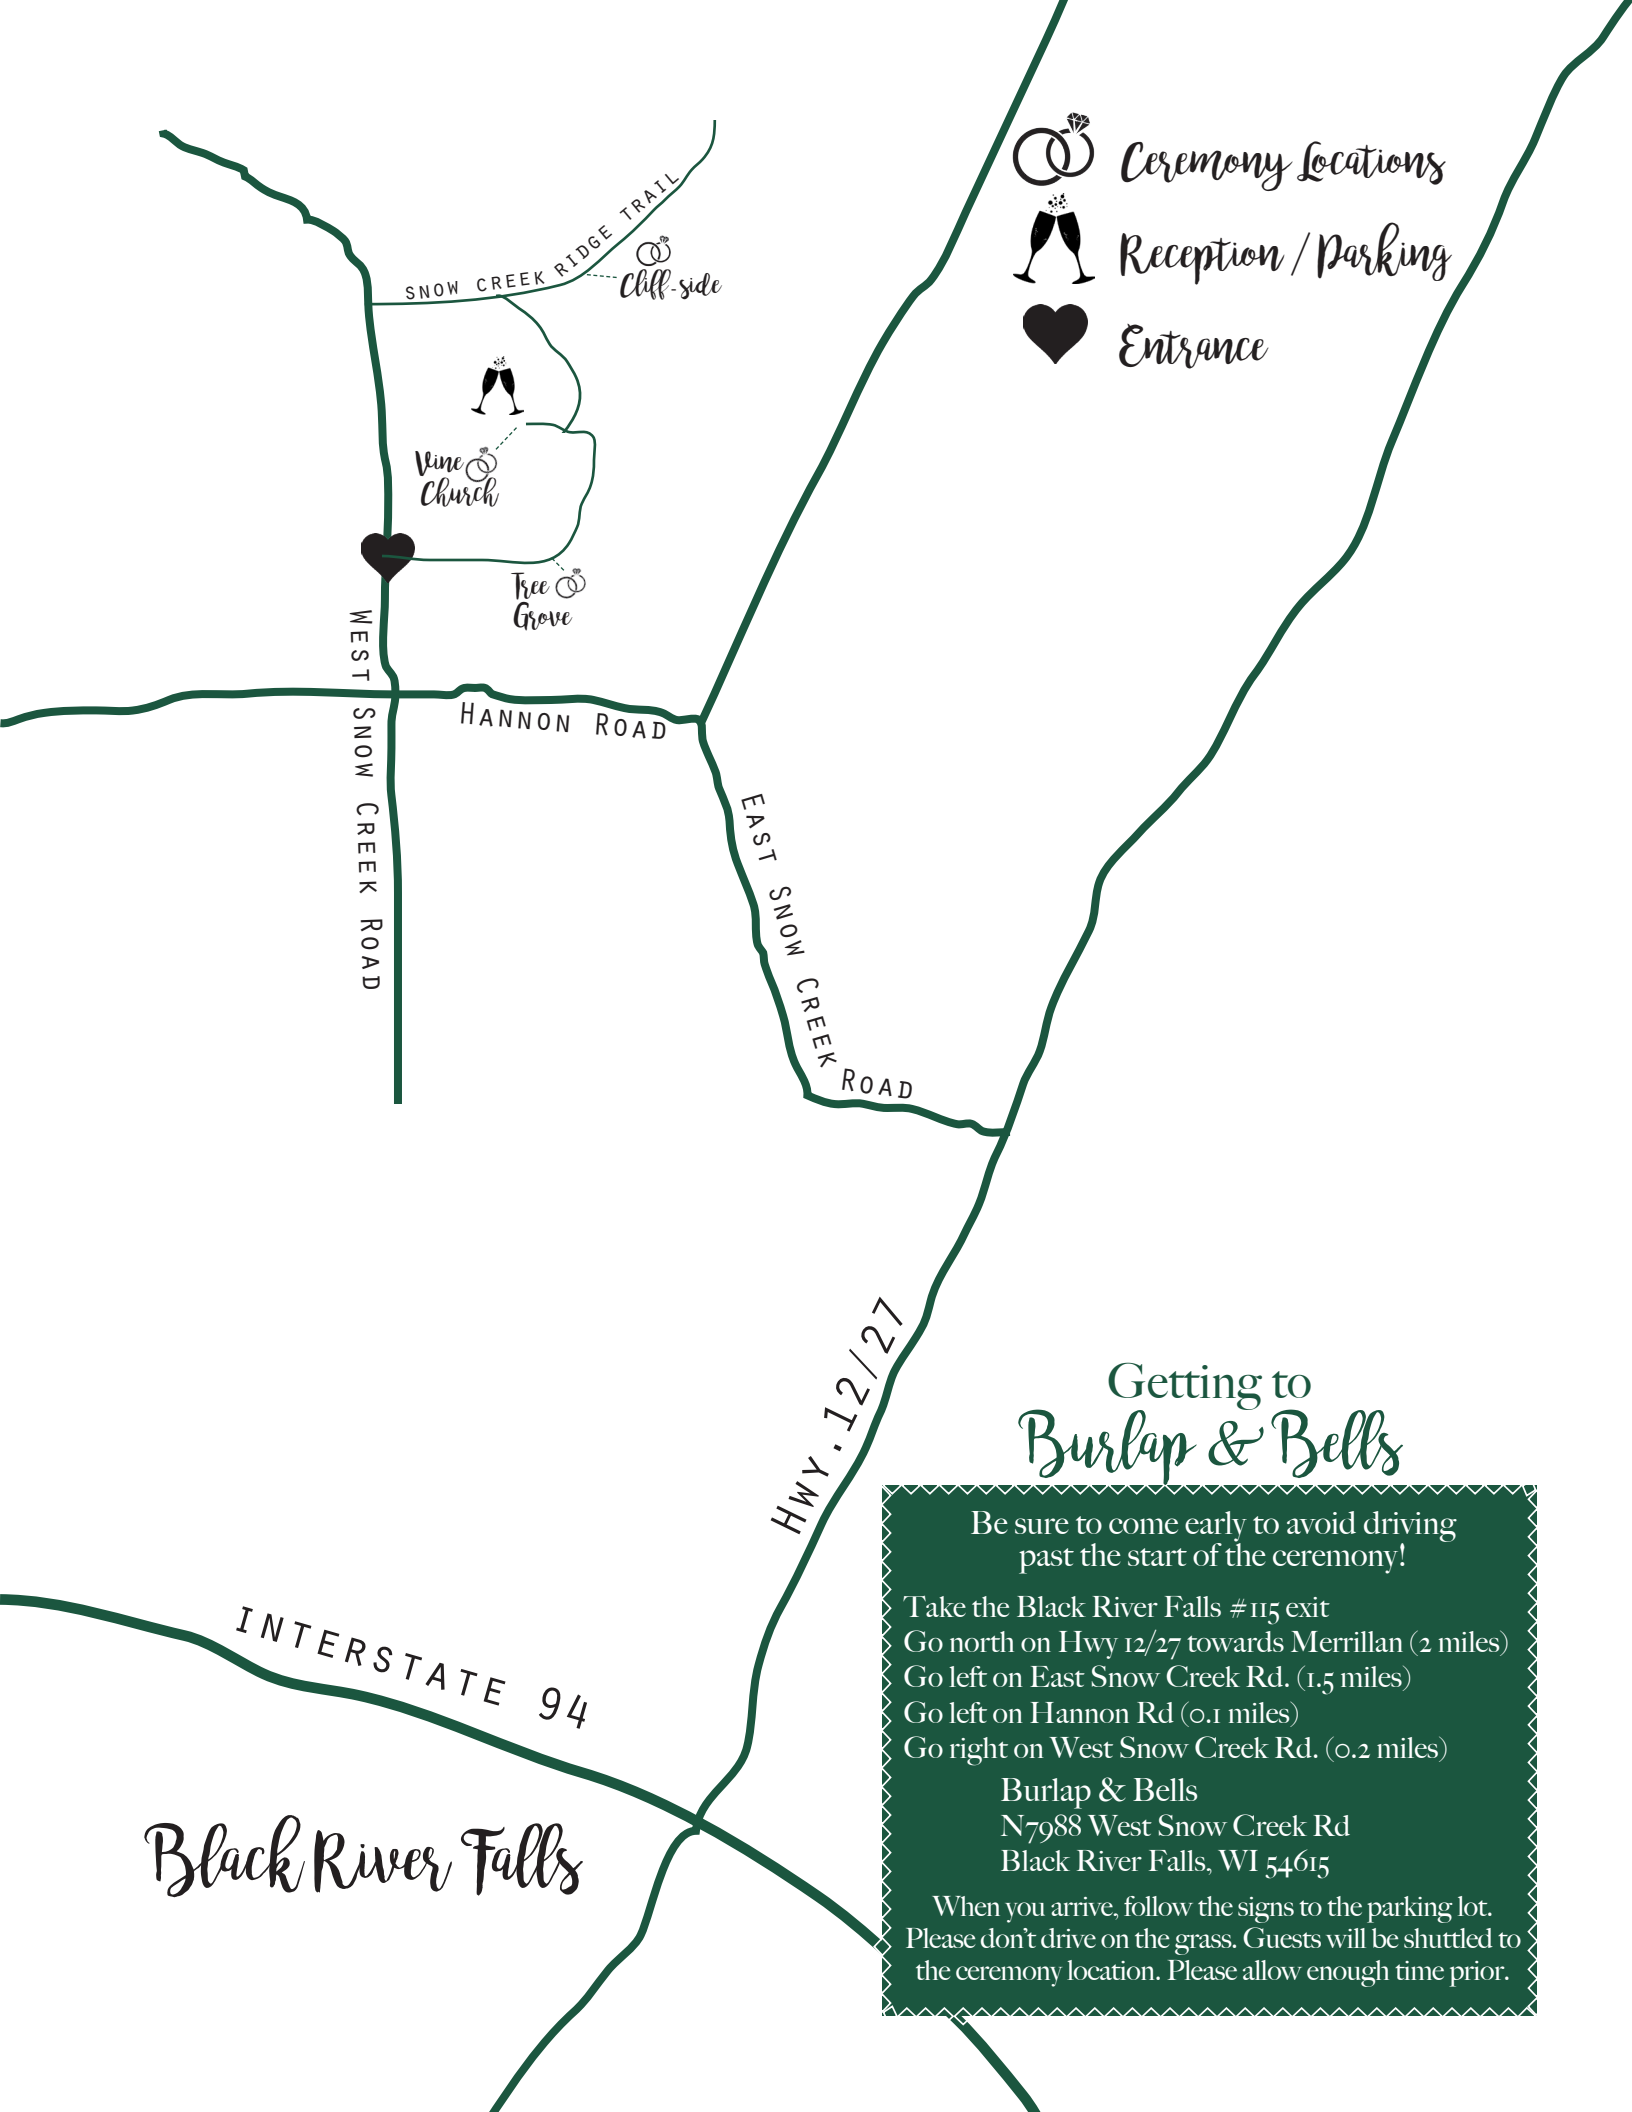 Ceremony Locations
Reception / Parking
Entrance
SNOW CREEK RIDGE TRAIL
Cliff-side
Vine
Church
Tree
Grove
WEST SNOW CREEK ROAD
HANNON ROAD
EAST SNOW CREEK ROAD
HWY.12/27
INTERSTATE 94
Black River Falls
Getting to
Burlap & Bells
Be sure to come early to avoid driving
past the start of the ceremony!
Take the Black River Falls #115 exit
Go north on Hwy 12/27 towards Merrillan (2 miles)
Go left on East Snow Creek Rd. (1.5 miles)
Go left on Hannon Rd (0.1 miles)
Go right on West Snow Creek Rd. (0.2 miles)
Burlap & Bells
N7988 West Snow Creek Rd
Black River Falls, WI 54615
When you arrive, follow the signs to the parking lot.
Please don't drive on the grass. Guests will be shuttled to
the ceremony location. Please allow enough time prior.